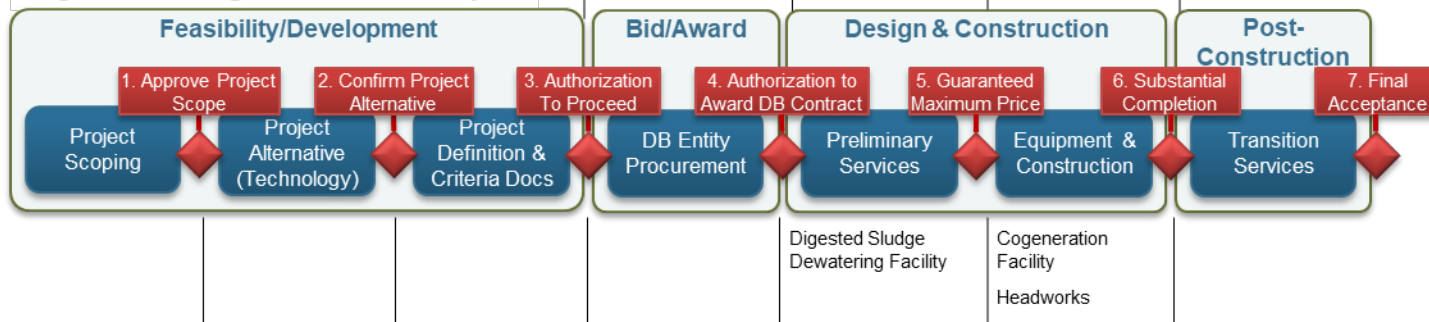 Feasibility/Development
Bid/Award
Design & Construction
Post-
Construction
1. Approve Project
Scope
2. Confirm Project
Alternative
3. Authorization
To Proceed
4. Authorization to
Award DB Contract
5. Guaranteed
Maximum Price
6. Substantial
Completion
7. Final
Acceptance
Project
Scoping
Project
Alternative
(Technology)
Project
Definition &
Criteria Docs
DB Entity
Procurement
Preliminary
Services
Equipment &
Construction
Transition
Services
Digested Sludge
Dewatering Facility
Cogeneration
Facility
Headworks